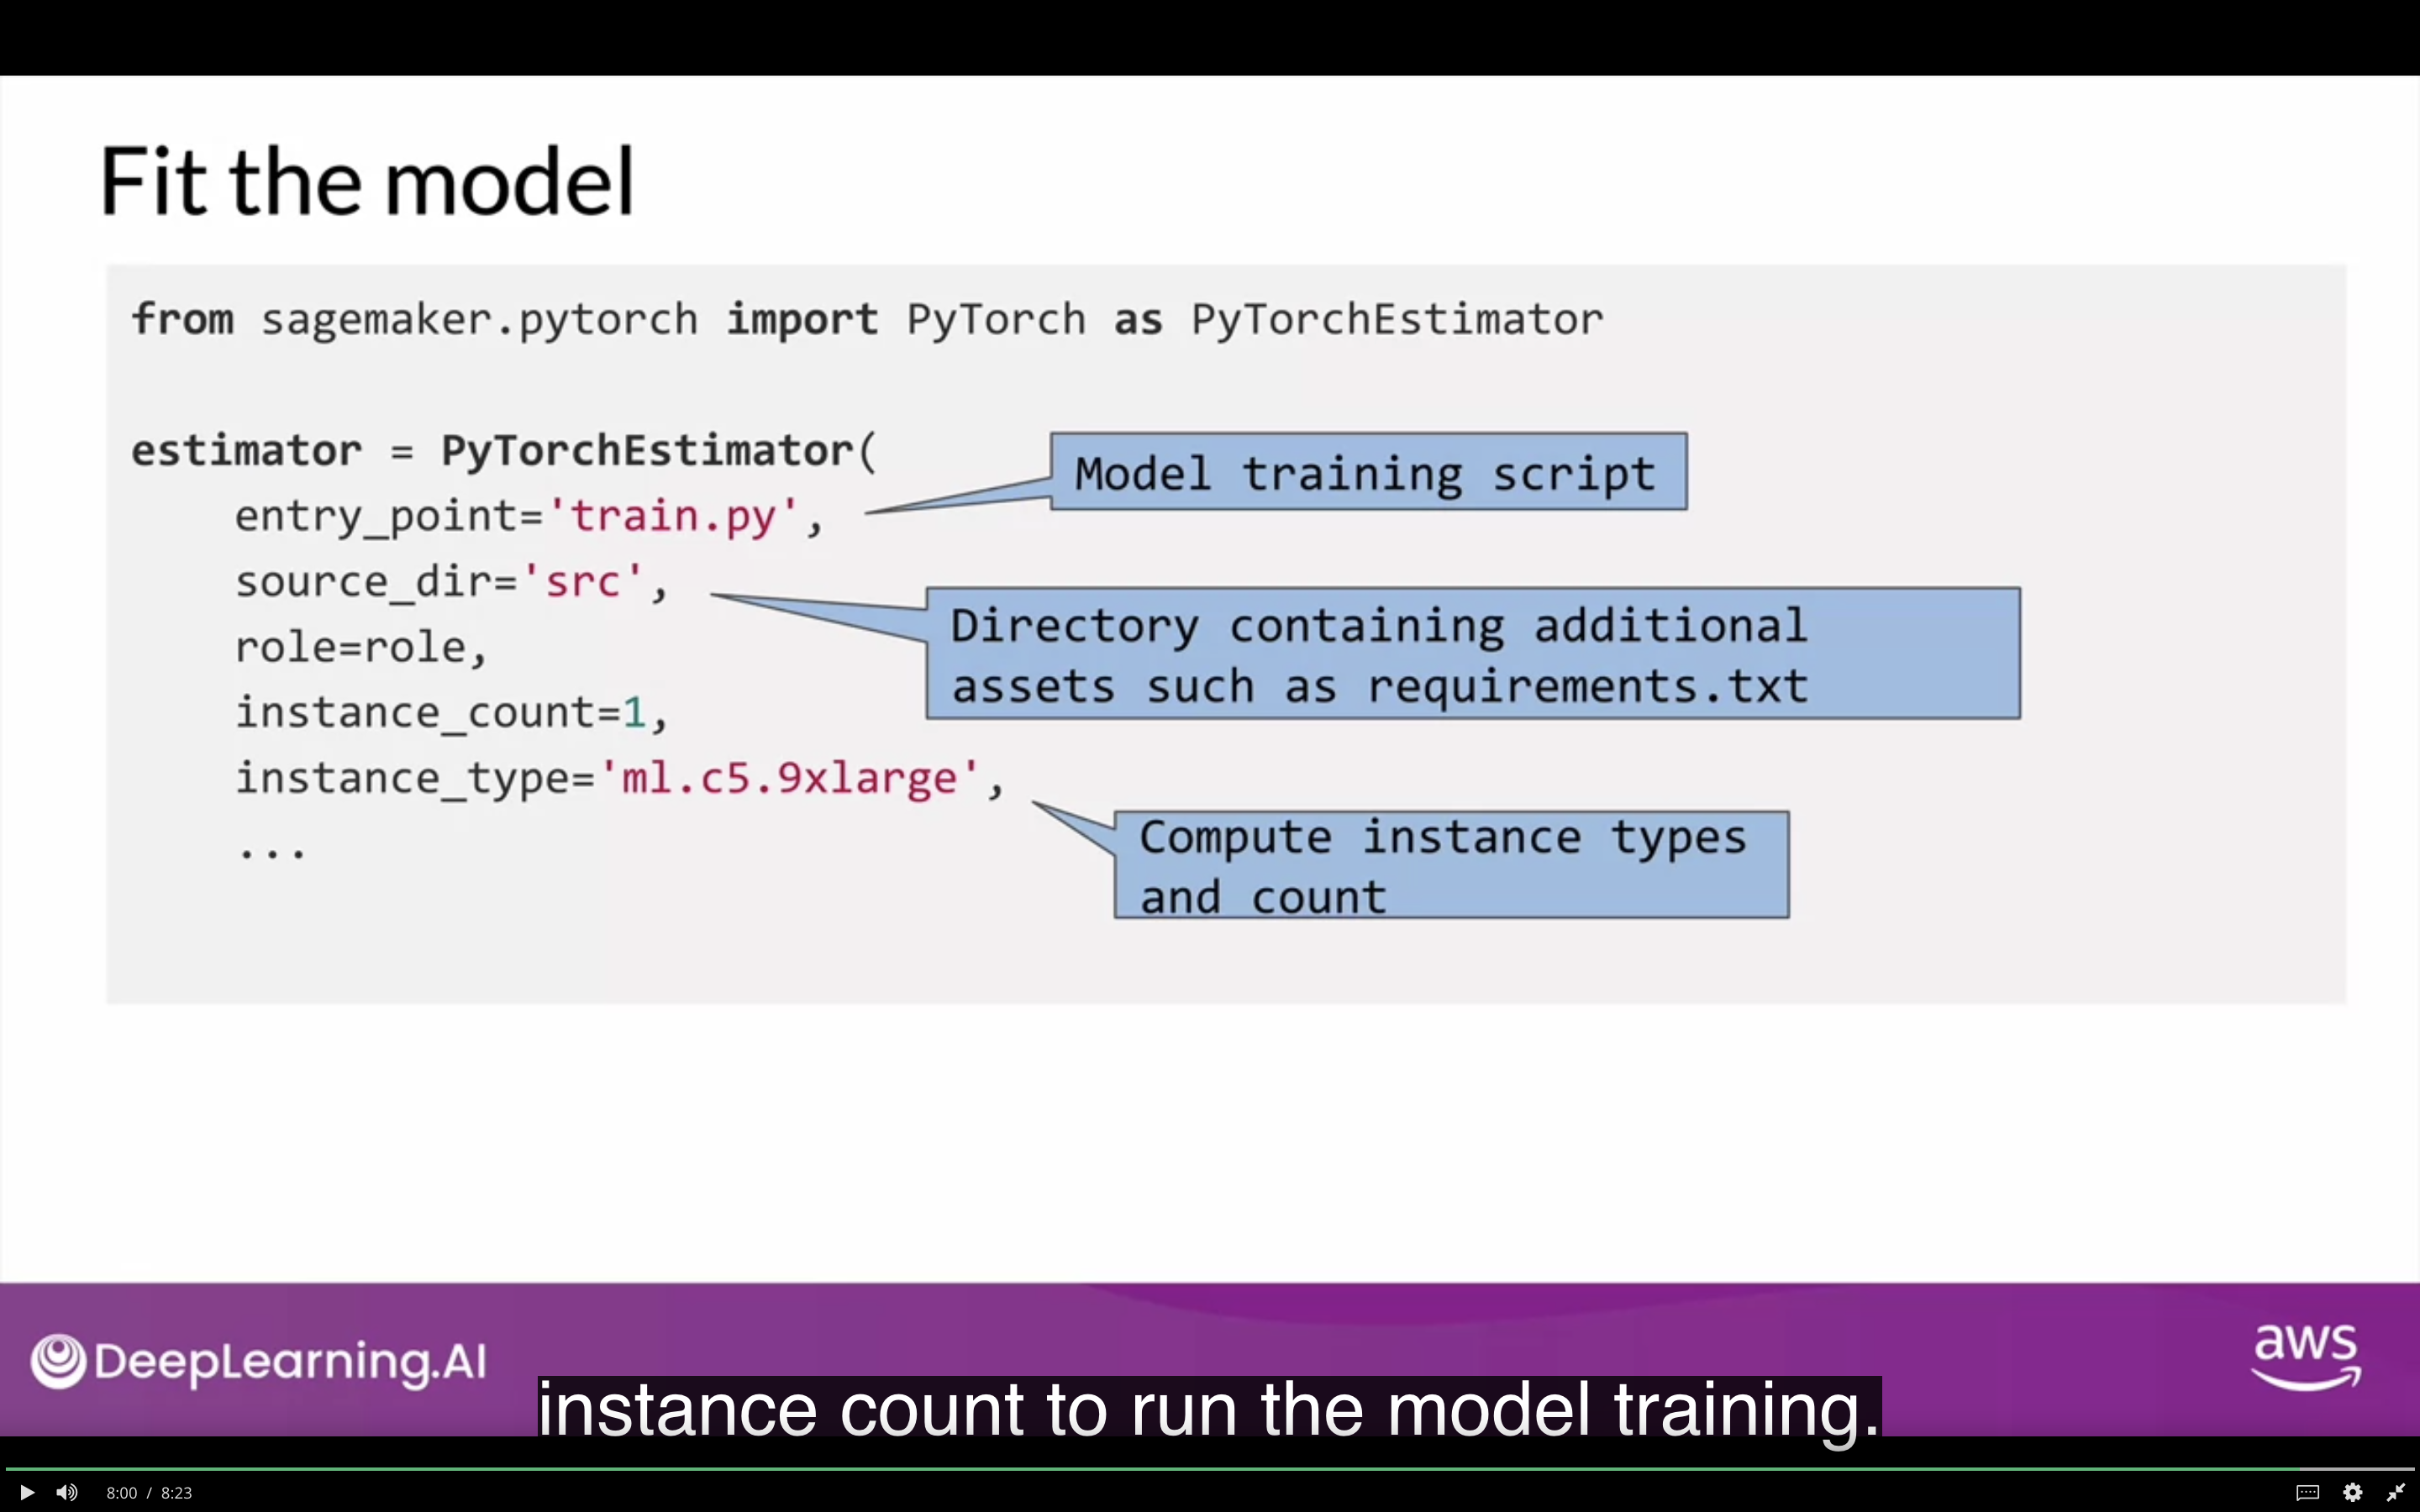 Fit the model
from sagemaker.pytorch import PyTorch as PyTorchEstimator
estimator = PyTorchEstimator(
Model training script
entry_point='train.py',
source_dir='src',
Directory containing additional
assets such as requirements.txt
role=role,
instance_count=1,
instance_type='ml.c5.9xlarge',
Compute instance types
and count
...
DeepLearning.AI
aws
instance count to run the model training.
8:00 / 8:23